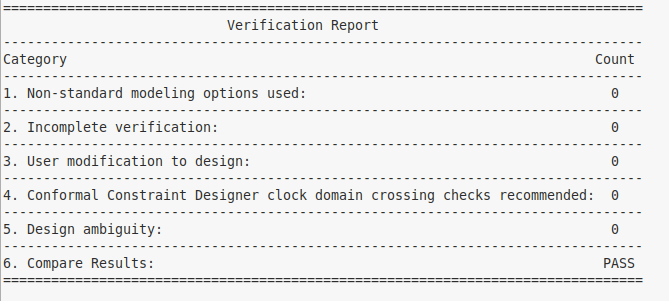 ================================================================================
                            Verification Report
--------------------------------------------------------------------------------
Category                                                                  Count
--------------------------------------------------------------------------------
1. Non-standard modeling options used:                                      0
--------------------------------------------------------------------------------
2. Incomplete verification:                                                 0
--------------------------------------------------------------------------------
3. User modification to design:                                             0
--------------------------------------------------------------------------------
4. Conformal Constraint Designer clock domain crossing checks recommended:  0
--------------------------------------------------------------------------------
5. Design ambiguity:                                                        0
--------------------------------------------------------------------------------
6. Compare Results:                                                        PASS
================================================================================